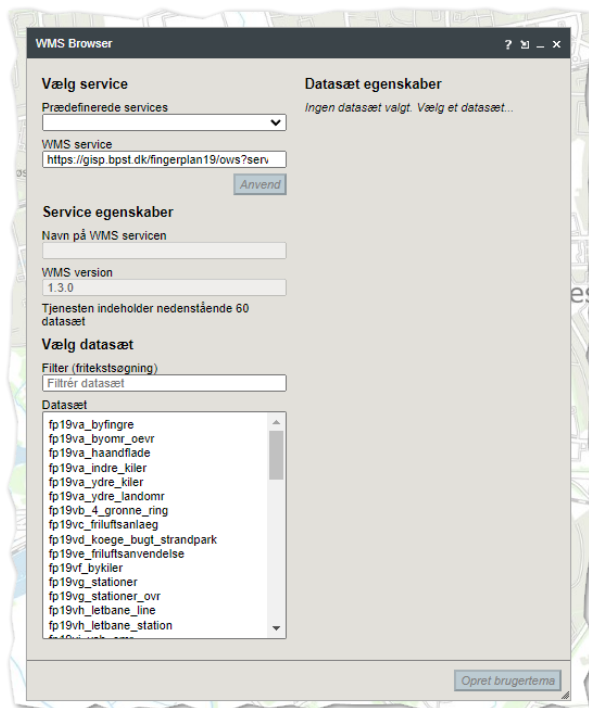 WMS Browser
Vælg service
Prædefinerede services
WMS service
https://gisp.bpst.dk/fingerplan19/ows?serv
Anvend
Service egenskaber
Navn på WMS servicen
WMS version
1.3.0
Tjenesten indeholder nedenstående 60
datasæt
Vælg datasæt
Filter (fritekstsøgning)
Filtrér datasæt
Datasæt
fp19va_byfingre
fp19va_byomr_oevr
fp19va_haandflade
fp19va_indre_kiler
fp19va_ydre_kiler
fp19va_ydre_landomr
fp19vb_4_gronne_ring
fp19vc_friluftsanlaeg
fp19vd_koege_bugt_strandpark
fp19ve_friluftsanvendelse
fp19vf_bykiler
fp19vg_stationer
fp19vg_stationer_ovr
fp19vh_letbane_line
fp19vh_letbane_station
Datasæt egenskaber
Ingen datasæt valgt. Vælg et datasæt...
Opret brugertema